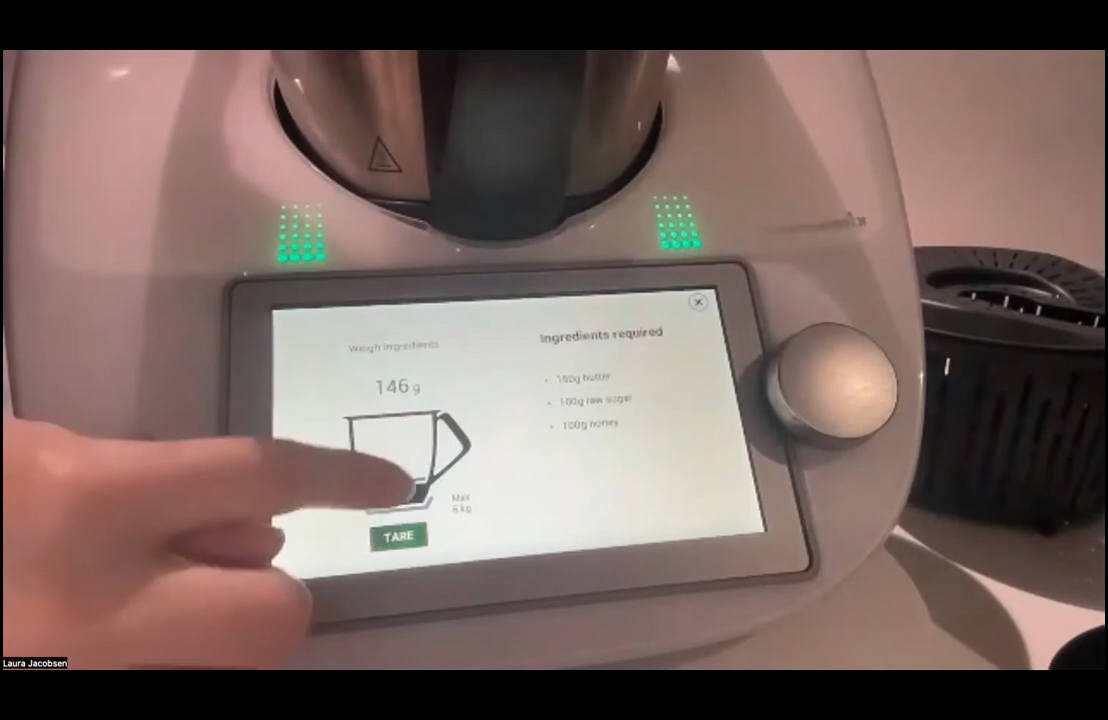 Ingredients required
Weigh ingredients
146 g
• 150g butter
• 100g raw sugar
• 100g honey
Max
6 kg
TARE
Laura Jacobsen